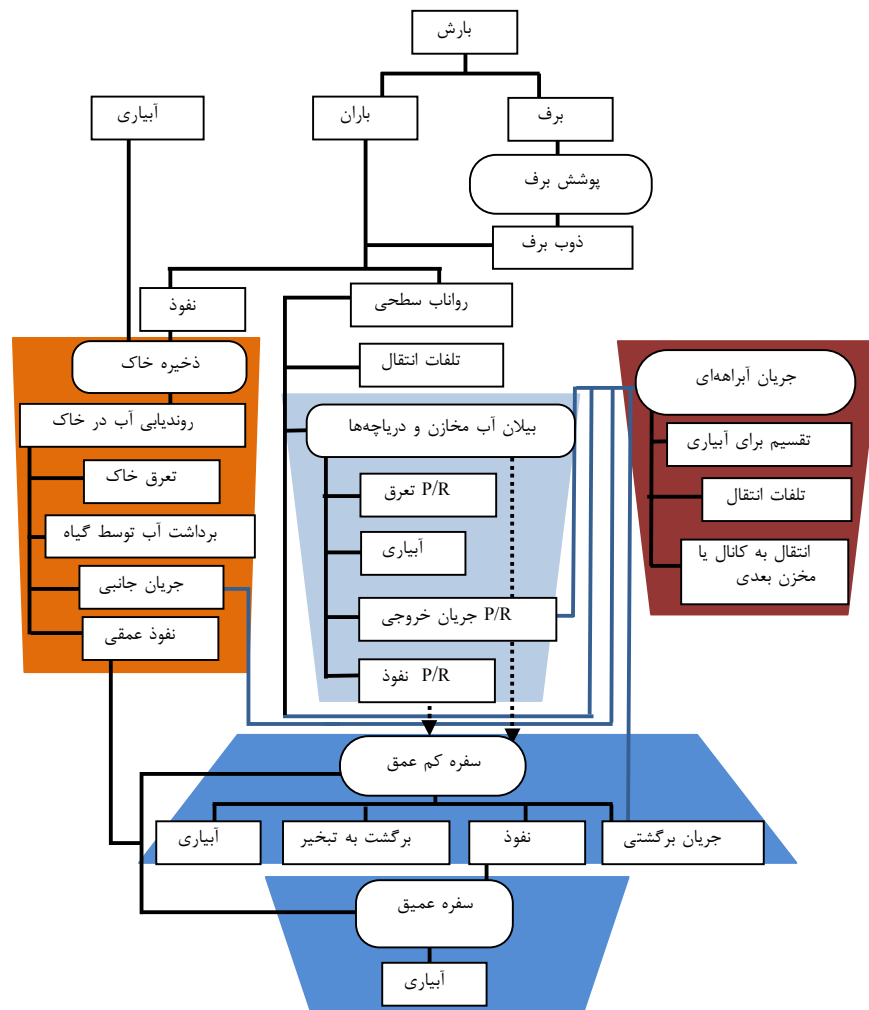 بارش
برف
باران
آبیاری
پوشش برف
ذوب برف
رواناب سطحی
نفوذ
تلفات انتقال
ذخیره خاک
جریان آبراهه‌ای
روندیابی آب در خاک
بیلان آب مخازن و دریاچه‌ها
تقسیم برای آبیاری
تعرق خاک
P/R تعرق
تلفات انتقال
برداشت آب توسط گیاه
آبیاری
انتقال به کانال یا
مخزن بعدی
جریان جانبی
P/R جریان خروجی
نفوذ عمقی
P/R نفوذ
سفره کم عمق
جریان برگشتی
نفوذ
برگشت به تبخیر
آبیاری
سفره عمیق
آبیاری